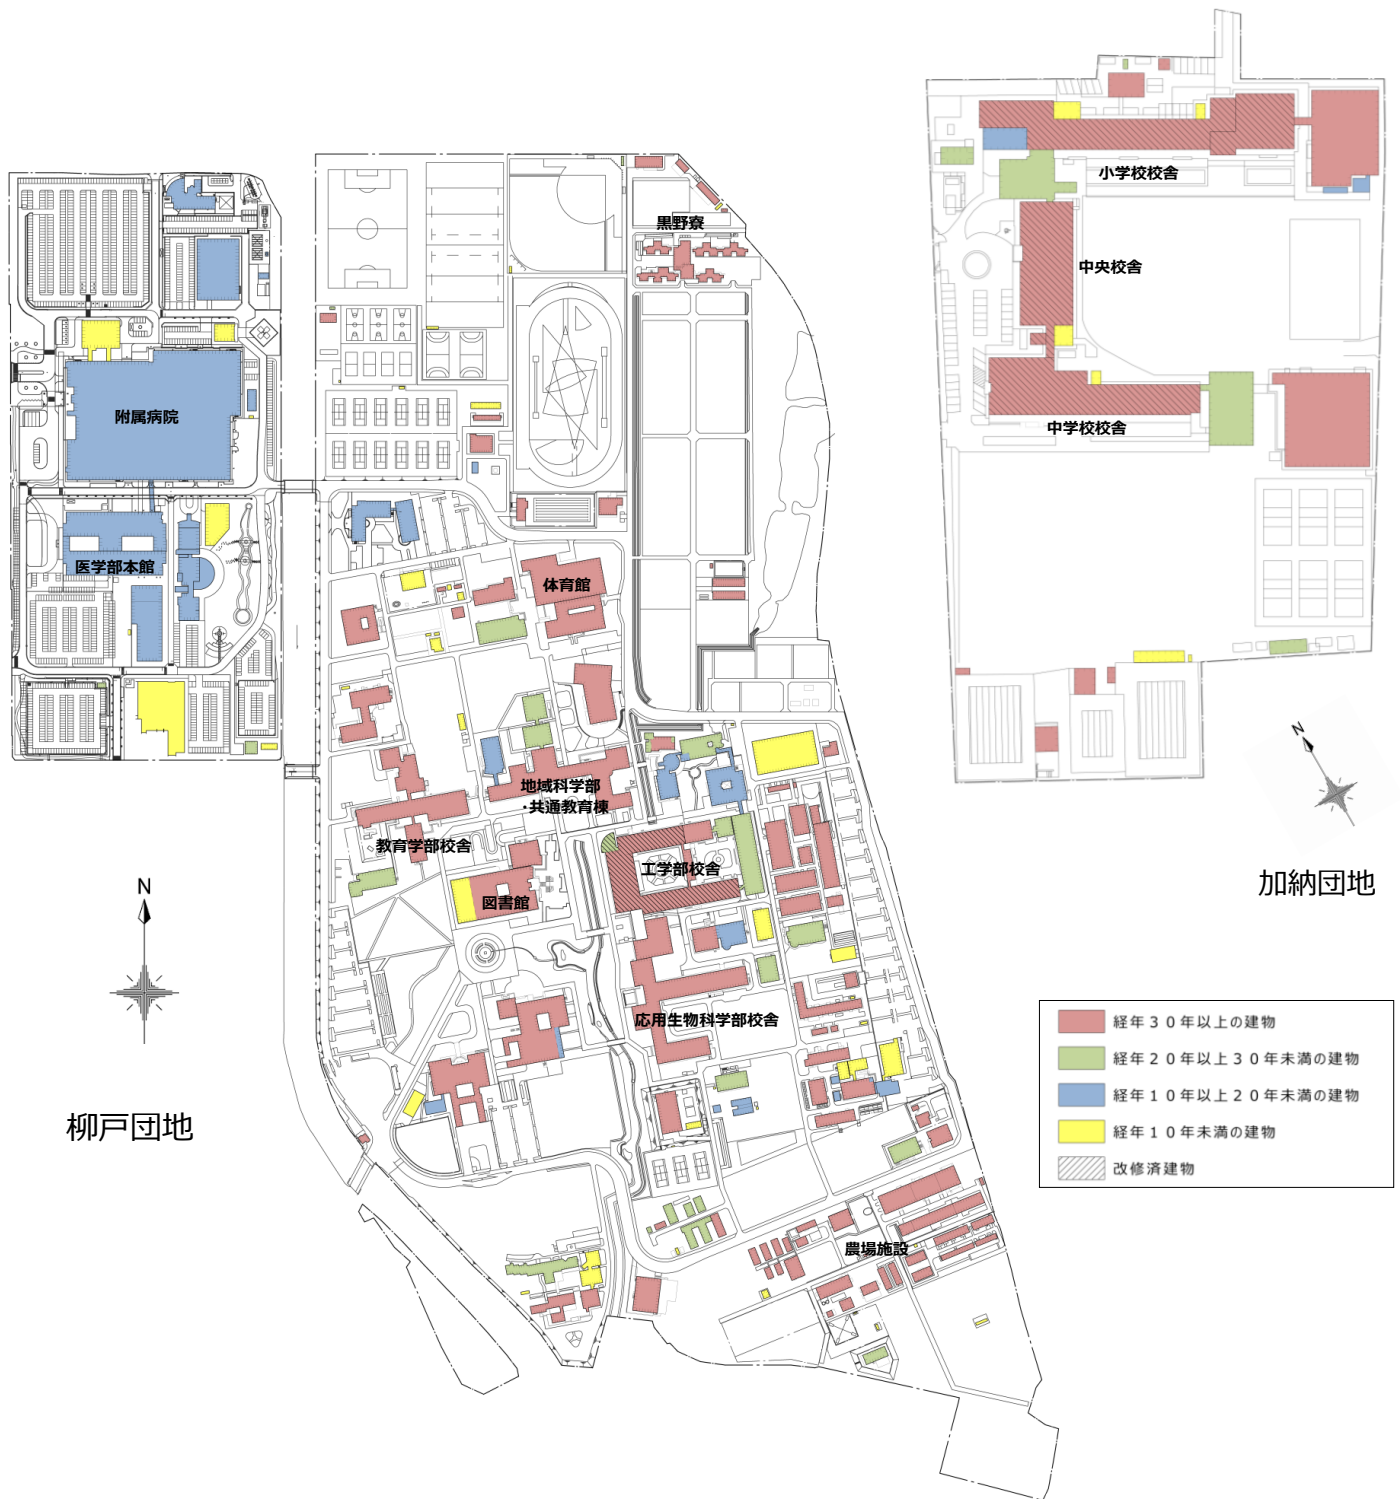 小学校校舎
中央校舎
中学校校舎
N
加納団地
黒野寮
附属病院
医学部本館
体育館
地域科学部
・共通教育棟
教育学部校舎
工学部校舎
図書館
応用生物科学部校舎
農場施設
N
柳戸団地
経年30年以上の建物
経年20年以上30年未満の建物
経年10年以上20年未満の建物
経年10年未満の建物
改修済建物